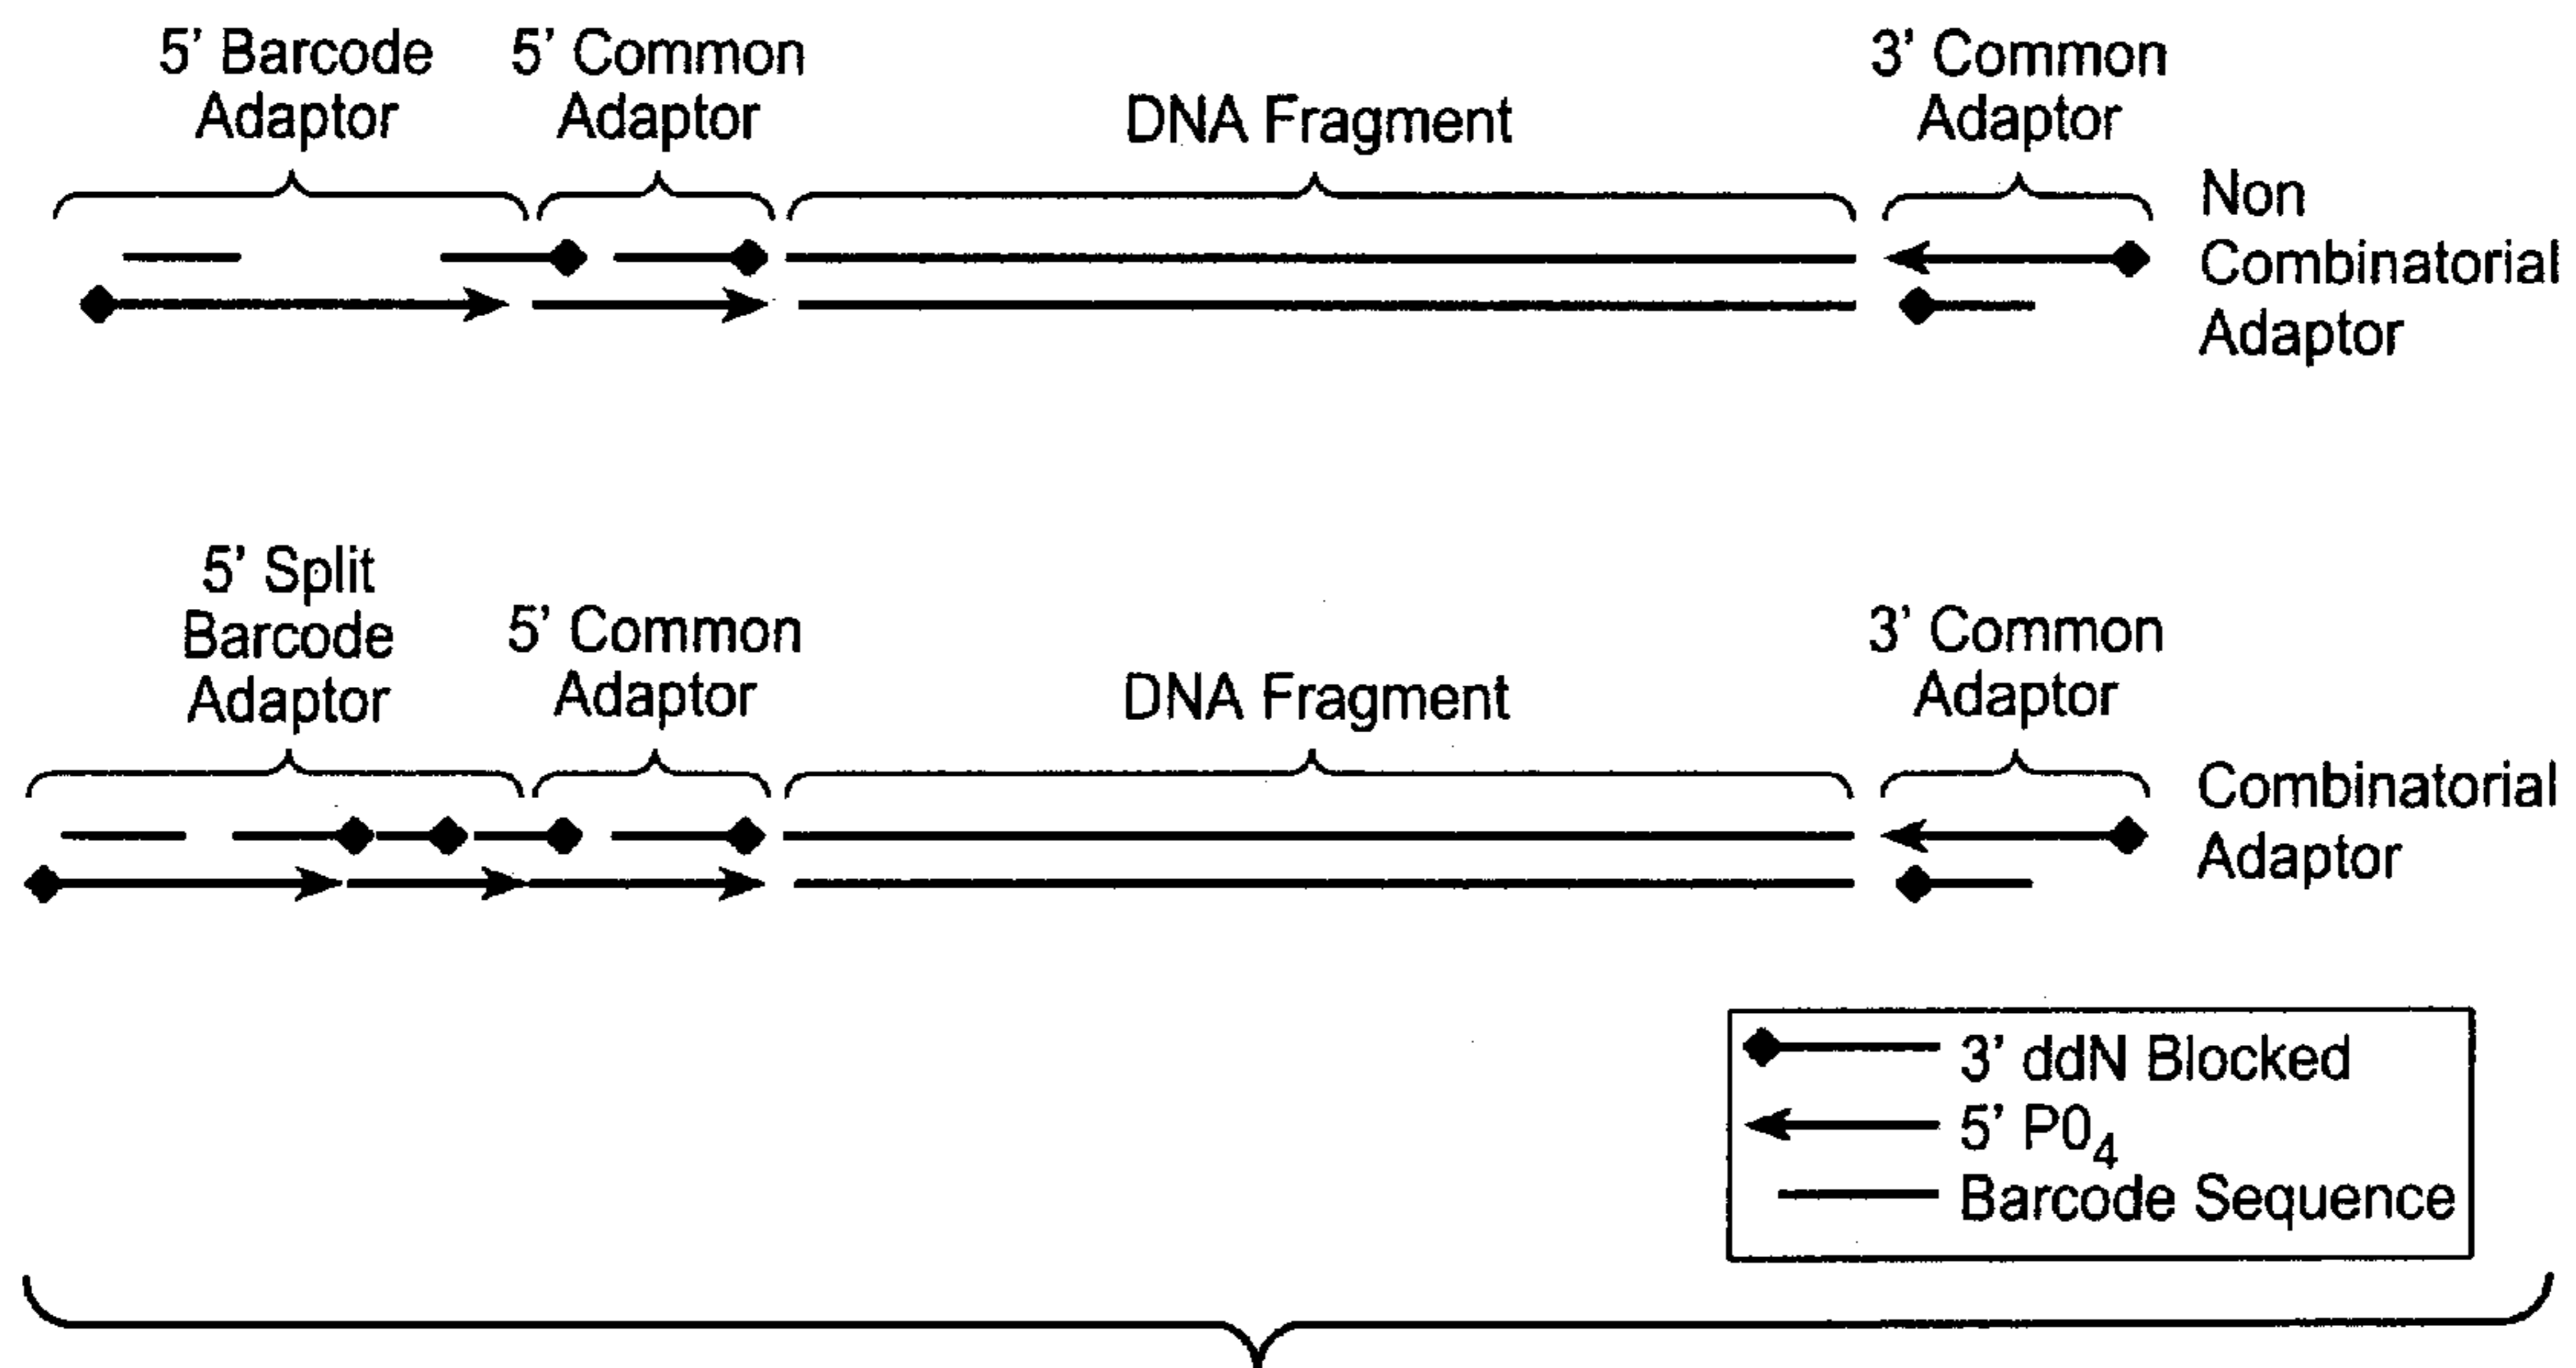 5' Barcode
Adaptor
5' Common
Adaptor
DNA Fragment
3' Common
Adaptor
Non
Combinatorial
Adaptor
5' Split
Barcode
Adaptor
5' Common
Adaptor
DNA Fragment
3' Common
Adaptor
Combinatorial
Adaptor
3' ddN Blocked
5' P0₄
Barcode Sequence